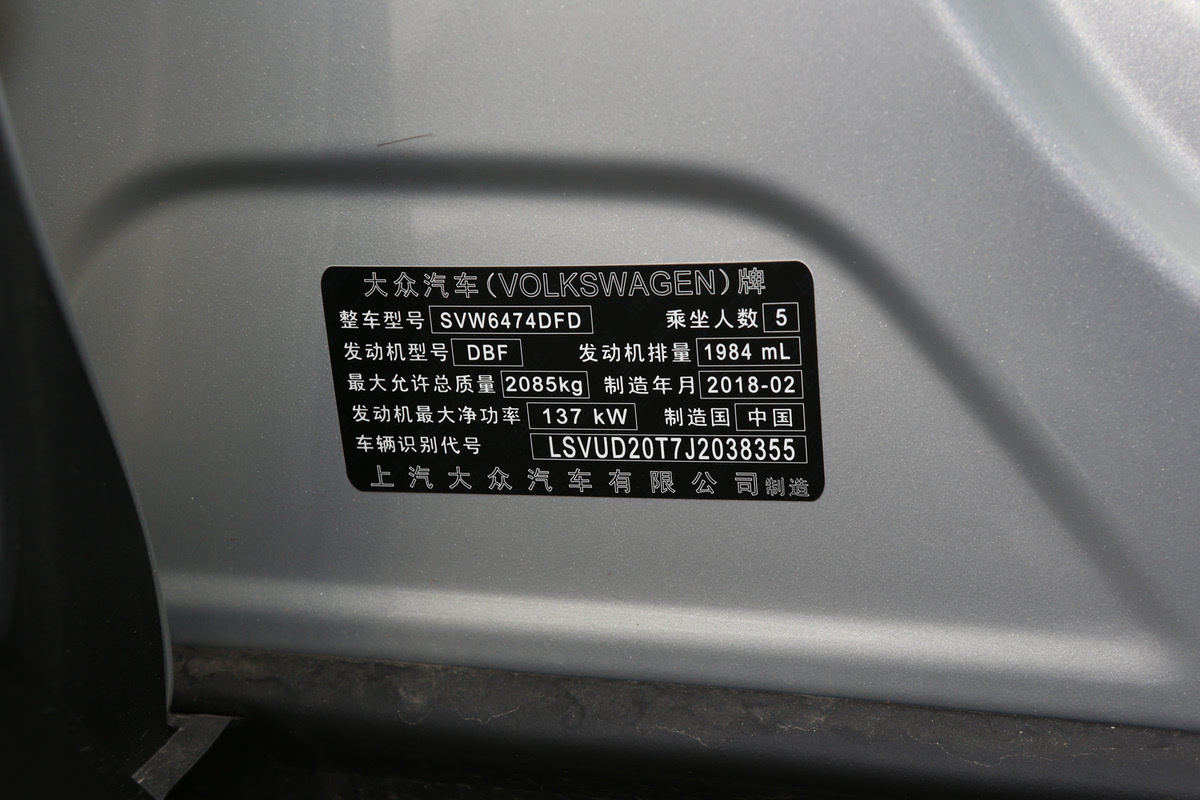 大众汽车(VOLKSWAGEN)牌
整车型号 SVW6474DFD 乘坐人数 5
发动机型号 DBF 发动机排量 1984 mL
最大允许总质量 2085kg 制造年月 2018-02
发动机最大净功率 137 kW 制造国 中国
车辆识别代号 LSVUD20T7J2038355
上汽大众汽车有限公司制造